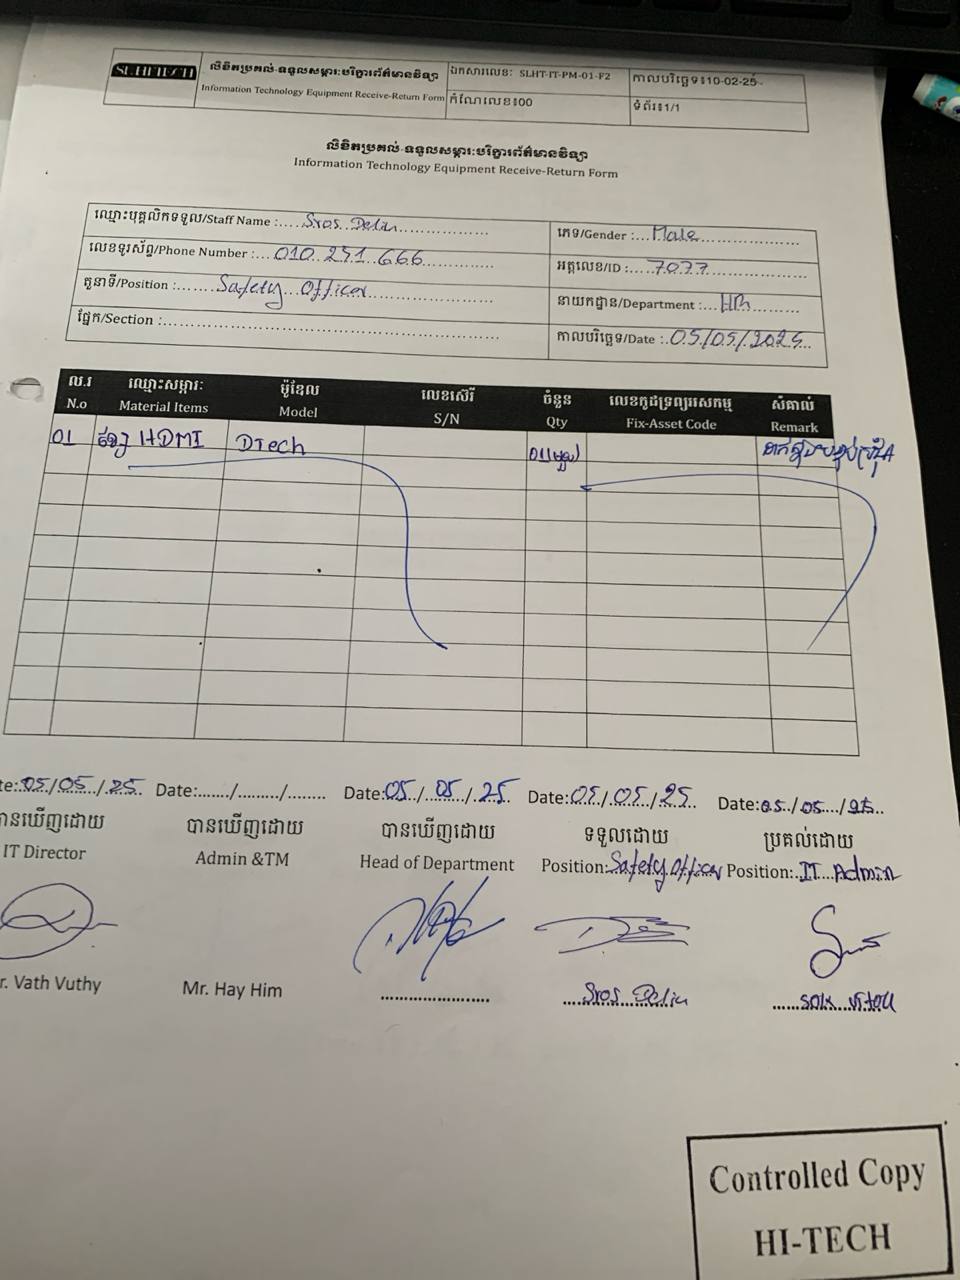 SLHITECH
លិខិតប្រគល់-ទទួលសម្ភារៈបរិក្ខារព័ត៌មានវិទ្យា
Information Technology Equipment Receive-Return Form
ឯកសារលេខ: SLHT-IT-PM-01-F2
កំណែលេខ៖00
កាលបរិច្ឆេទ៖10-02-25
ទំព័រ៖1/1
លិខិតប្រគល់-ទទួលសម្ភារៈបរិក្ខារព័ត៌មានវិទ្យា
Information Technology Equipment Receive-Return Form
ឈ្មោះបុគ្គលិកទទួល/Staff Name : Sros Delin
ភេទ/Gender : Male
លេខទូរស័ព្ទ/Phone Number : 010 251 666
អត្តលេខ/ID : 7077
តួនាទី/Position : Safety Officer
នាយកដ្ឋាន/Department : HR
ផ្នែក/Section :
កាលបរិច្ឆេទ/Date : 05/05/2025
ល.រ ឈ្មោះសម្ភារៈ ម៉ូឌែល លេខស៊េរី ចំនួន លេខកូដទ្រព្យអសកម្ម សំគាល់
N.o Material Items Model S/N Qty Fix-Asset Code Remark
01 ខ្សែ HDMI DTech 01
Date: 05/05/25 Date:....../......../........ Date: 05/05/25 Date: 05/05/25 Date: 05/05/25
បានឃើញដោយ បានឃើញដោយ បានឃើញដោយ ទទួលដោយ ប្រគល់ដោយ
IT Director Admin &TM Head of Department Position: Safety Officer Position: IT Admin
Vath Vuthy Mr. Hay Him Sros Delin
Controlled Copy
HI-TECH